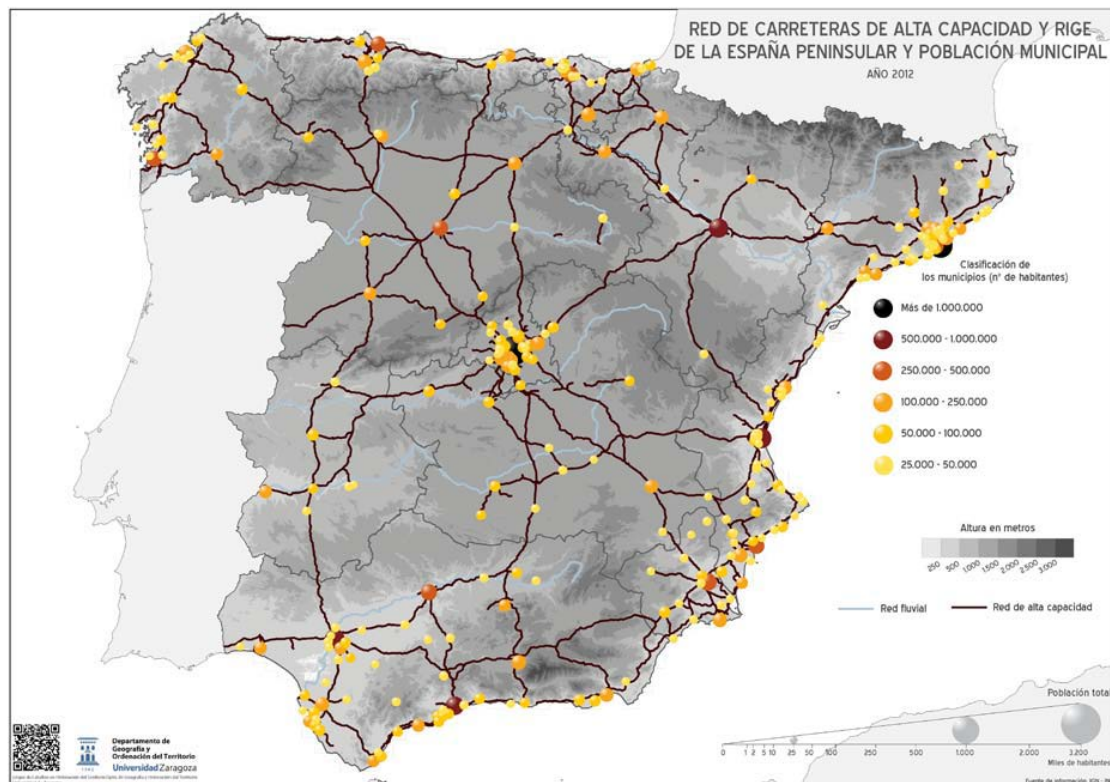 RED DE CARRETERAS DE ALTA CAPACIDAD Y RIGE
DE LA ESPAÑA PENINSULAR Y POBLACIÓN MUNICIPAL
AÑO 2012
Clasificación de
los municipios (nº de habitantes)
Más de 1.000.000
500.000 - 1.000.000
250.000 - 500.000
100.000 - 250.000
50.000 - 100.000
25.000 - 50.000
Altura en metros
250 500 1.000 1.500 2.000 2.500 3.000
Red fluvial
Red de alta capacidad
Población total
0 1 2 5 10 25 50 100 250 500 1.000 2.000 3.200
Miles de habitantes
Departamento de
Geografía y
Ordenación del Territorio
Universidad Zaragoza
Fuente de información: